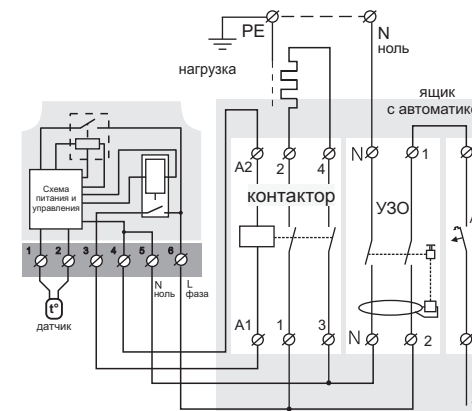 PE
N
ноль
нагрузка
ящик
с автоматик
A2
2
4
N
1
контактор
УЗО
Схема
питания и
управления
1
2
3
4
5
6
N
ноль
L
фаза
t°
датчик
A1
1
3
N
2